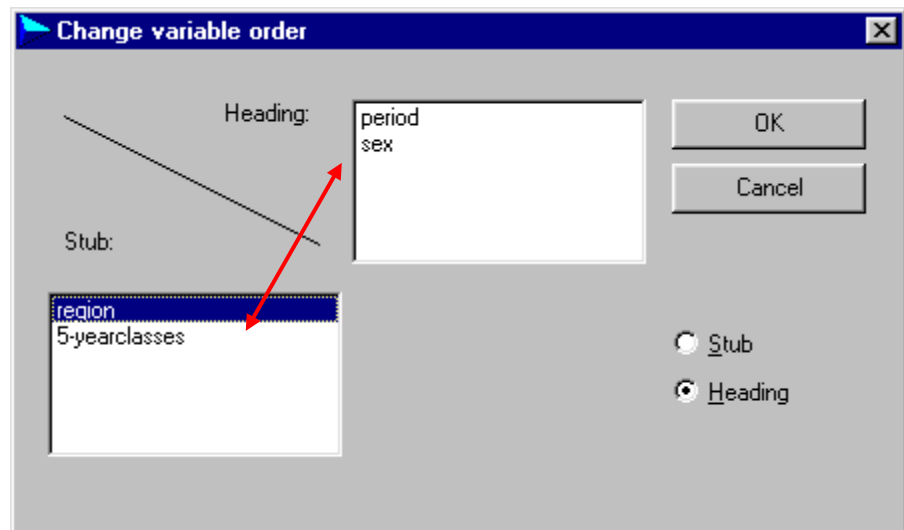 Change variable order
Heading:
period
sex
OK
Cancel
Stub:
region
5-yearclasses
Stub
Heading